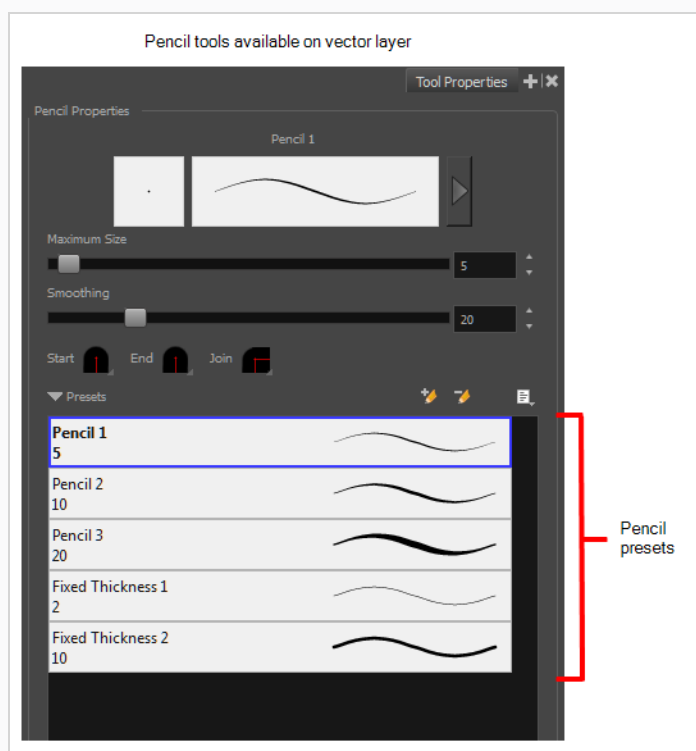 Pencil tools available on vector layer
Tool Properties
Pencil Properties
Pencil 1
Maximum Size
5
Smoothing
20
Start End Join
Presets
Pencil 1
5
Pencil 2
10
Pencil 3
20
Fixed Thickness 1
2
Fixed Thickness 2
10
Pencil
presets